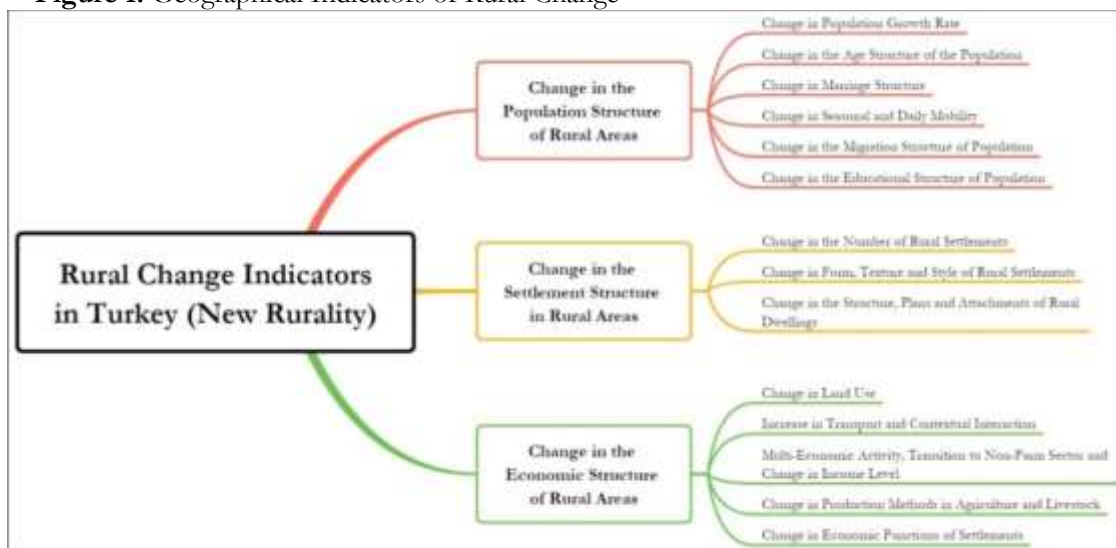 Figure 1. Geographical Indicators of Rural Change
Rural Change Indicators
in Turkey (New Rurality)
Change in the
Population Structure
of Rural Areas
Change in Population Growth Rate
Change in the Age Structure of the Population
Change in Marriage Structure
Change in Seasonal and Daily Mobility
Change in the Migration Structure of Population
Change in the Educational Structure of Population
Change in the
Settlement Structure
in Rural Areas
Change in the Number of Rural Settlements
Change in Form, Texture and Style of Rural Settlements
Change in the Structure, Plans and Attachments of Rural
Dwellings
Change in the
Economic Structure
of Rural Areas
Change in Land Use
Increase in Transport and Contextual Interaction
Multi-Economic Activity, Transition to Non-Farm Sector and
Change in Income Level
Change in Production Methods in Agriculture and Livestock
Change in Economic Functions of Settlements